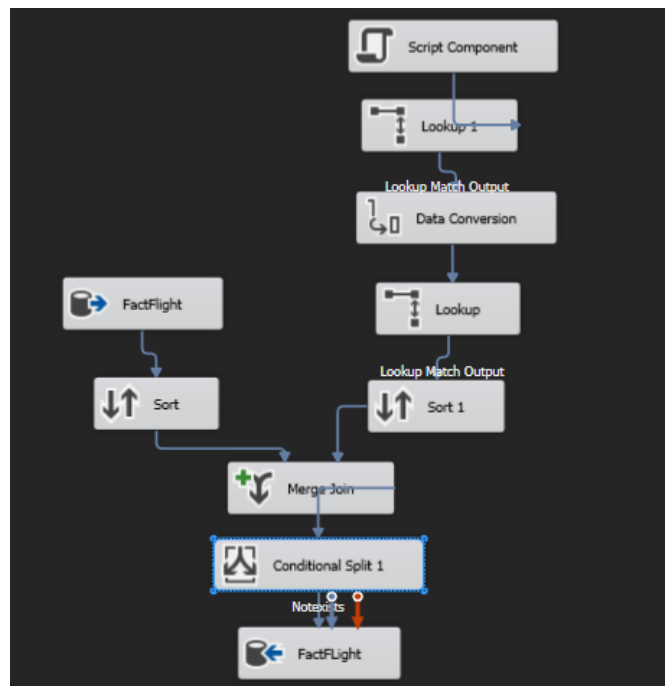 Script Component
Lookup 1
Lookup Match Output
Data Conversion
FactFlight
Lookup
Lookup Match Output
Sort
Sort 1
Merge Join
Conditional Split 1
Notexists
FactFLight